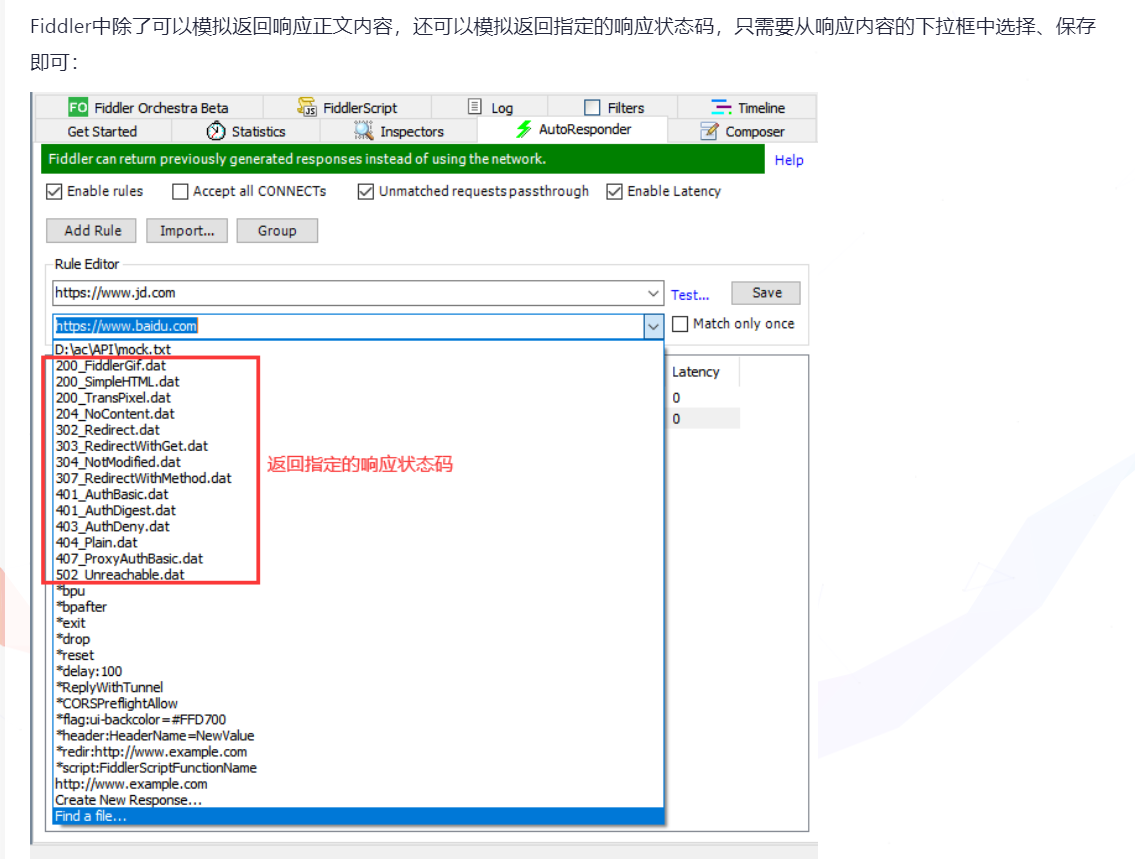 Fiddler中除了可以模拟返回响应正文内容，还可以模拟返回指定的响应状态码，只需要从响应内容的下拉框中选择、保存
即可：
FO Fiddler Orchestra Beta JS FiddlerScript Log Filters Timeline
Get Started Statistics Inspectors AutoResponder Composer
Fiddler can return previously generated responses instead of using the network. Help
Enable rules Accept all CONNECTs Unmatched requests passthrough Enable Latency
Add Rule Import... Group
Rule Editor
https://www.jd.com Test... Save
https://www.baidu.com Match only once
D:\ac\API\mock.txt
200_FiddlerGif.dat
Latency
200_SimpleHTML.dat
200_TransPixel.dat 0
204_NoContent.dat 0
302_Redirect.dat
303_RedirectWithGet.dat
304_NotModified.dat 返回指定的响应状态码
307_RedirectWithMethod.dat
401_AuthBasic.dat
401_AuthDigest.dat
403_AuthDeny.dat
404_Plain.dat
407_ProxyAuthBasic.dat
502_Unreachable.dat
*bpu
*bpafter
*exit
*drop
*reset
*delay:100
*ReplyWithTunnel
*CORSPreflightAllow
*flag:ui-backcolor=#FFD700
*header:HeaderName=NewValue
*redir:http://www.example.com
*script:FiddlerScriptFunctionName
http://www.example.com
Create New Response...
Find a file...